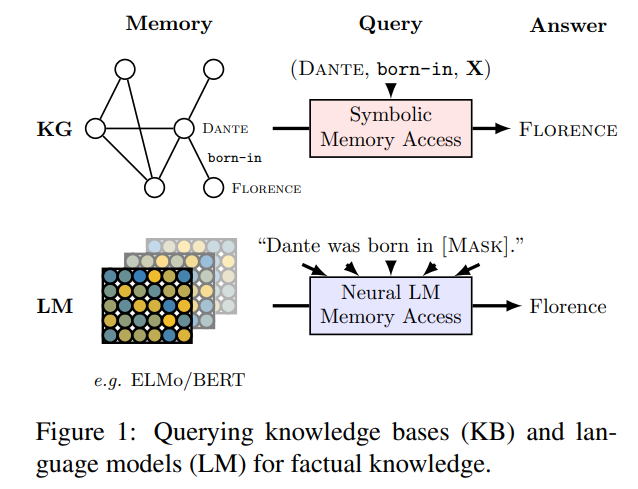 Memory Query Answer
(DANTE, born-in, X)
KG DANTE Symbolic Memory Access FLORENCE
born-in
FLORENCE
“Dante was born in [MASK].”
LM Neural LM Memory Access Florence
e.g. ELMo/BERT
Figure 1: Querying knowledge bases (KB) and lan-
guage models (LM) for factual knowledge.